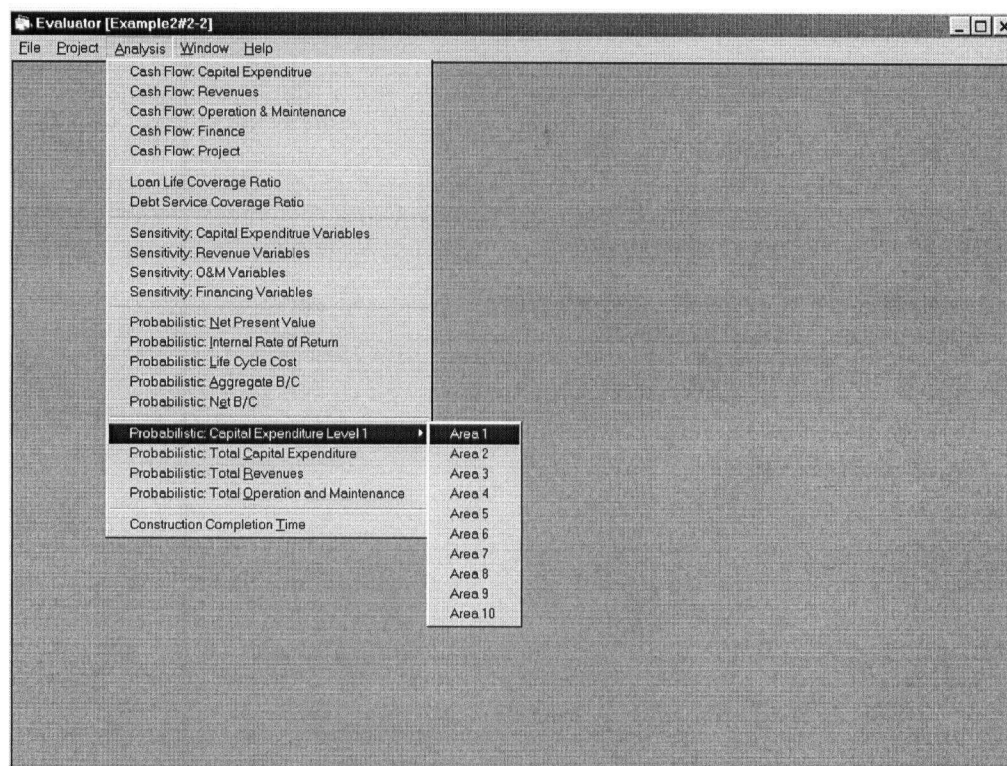 Evaluator [Example2#2-2]
File Project Analysis Window Help
Cash Flow: Capital Expenditrue
Cash Flow: Revenues
Cash Flow: Operation & Maintenance
Cash Flow: Finance
Cash Flow: Project
Loan Life Coverage Ratio
Debt Service Coverage Ratio
Sensitivity: Capital Expenditrue Variables
Sensitivity: Revenue Variables
Sensitivity: O&M Variables
Sensitivity: Financing Variables
Probabilistic: Net Present Value
Probabilistic: Internal Rate of Return
Probabilistic: Life Cycle Cost
Probabilistic: Aggregate B/C
Probabilistic: Net B/C
Probabilistic: Capital Expenditure Level 1
Probabilistic: Total Capital Expenditure
Probabilistic: Total Revenues
Probabilistic: Total Operation and Maintenance
Construction Completion Time
Area 1
Area 2
Area 3
Area 4
Area 5
Area 6
Area 7
Area 8
Area 9
Area 10